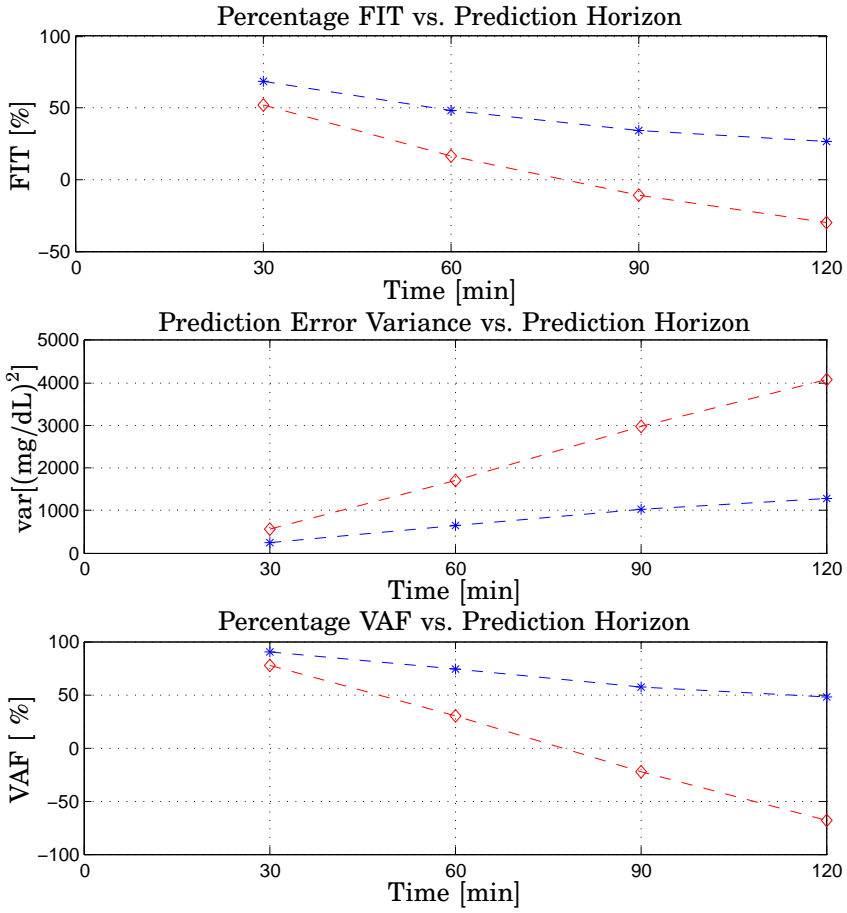 Percentage FIT vs. Prediction Horizon
100
50
0
−50
FIT [%]
0 30 60 90 120
Time [min]
Prediction Error Variance vs. Prediction Horizon
5000
4000
3000
2000
1000
0
var[(mg/dL)²]
0 30 60 90 120
Time [min]
Percentage VAF vs. Prediction Horizon
100
50
0
−50
−100
VAF [ %]
0 30 60 90 120
Time [min]